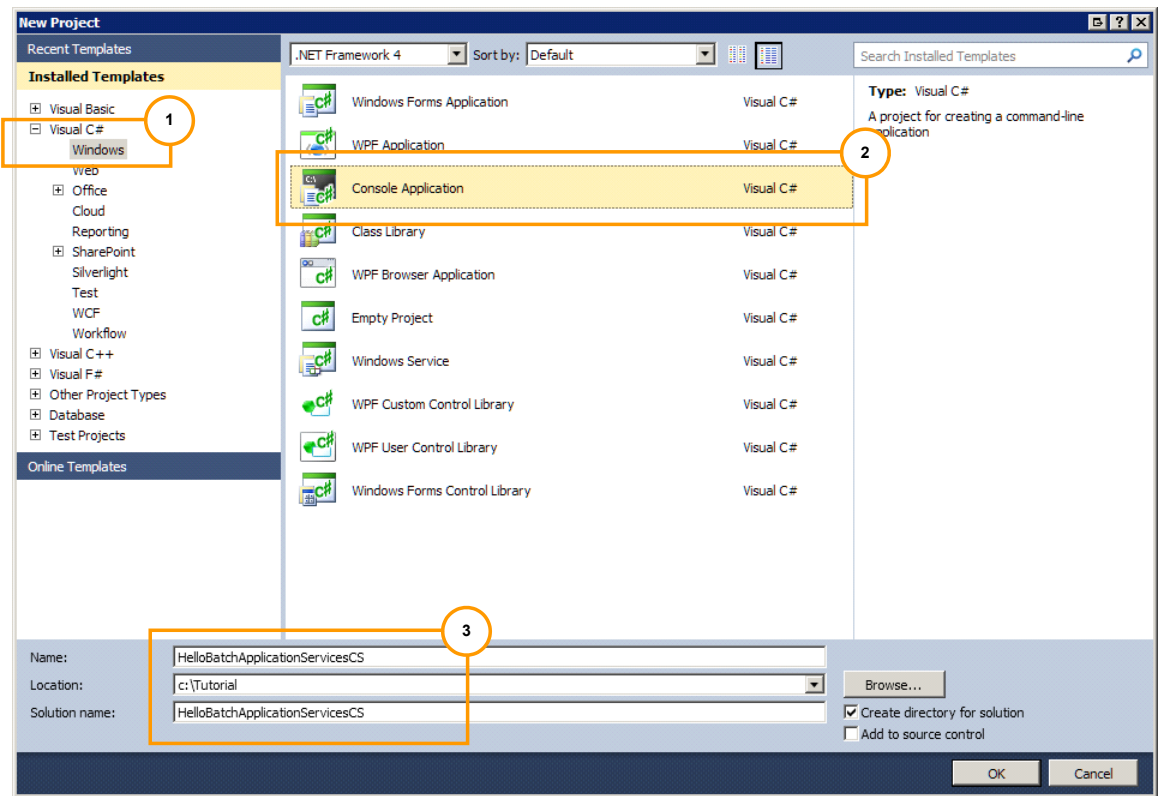 New Project
Recent Templates
Installed Templates
Visual Basic
Visual C#
Windows
Web
Office
Cloud
Reporting
SharePoint
Silverlight
Test
WCF
Workflow
Visual C++
Visual F#
Other Project Types
Database
Test Projects
Online Templates
1
.NET Framework 4 Sort by: Default
Windows Forms Application Visual C#
WPF Application Visual C#
2
Console Application Visual C#
Class Library Visual C#
WPF Browser Application Visual C#
Empty Project Visual C#
Windows Service Visual C#
WPF Custom Control Library Visual C#
WPF User Control Library Visual C#
Windows Forms Control Library Visual C#
Search Installed Templates
Type: Visual C#
A project for creating a command-line
application
3
Name: HelloBatchApplicationServicesCS
Location: c:\Tutorial Browse...
Solution name: HelloBatchApplicationServicesCS Create directory for solution
Add to source control
OK Cancel